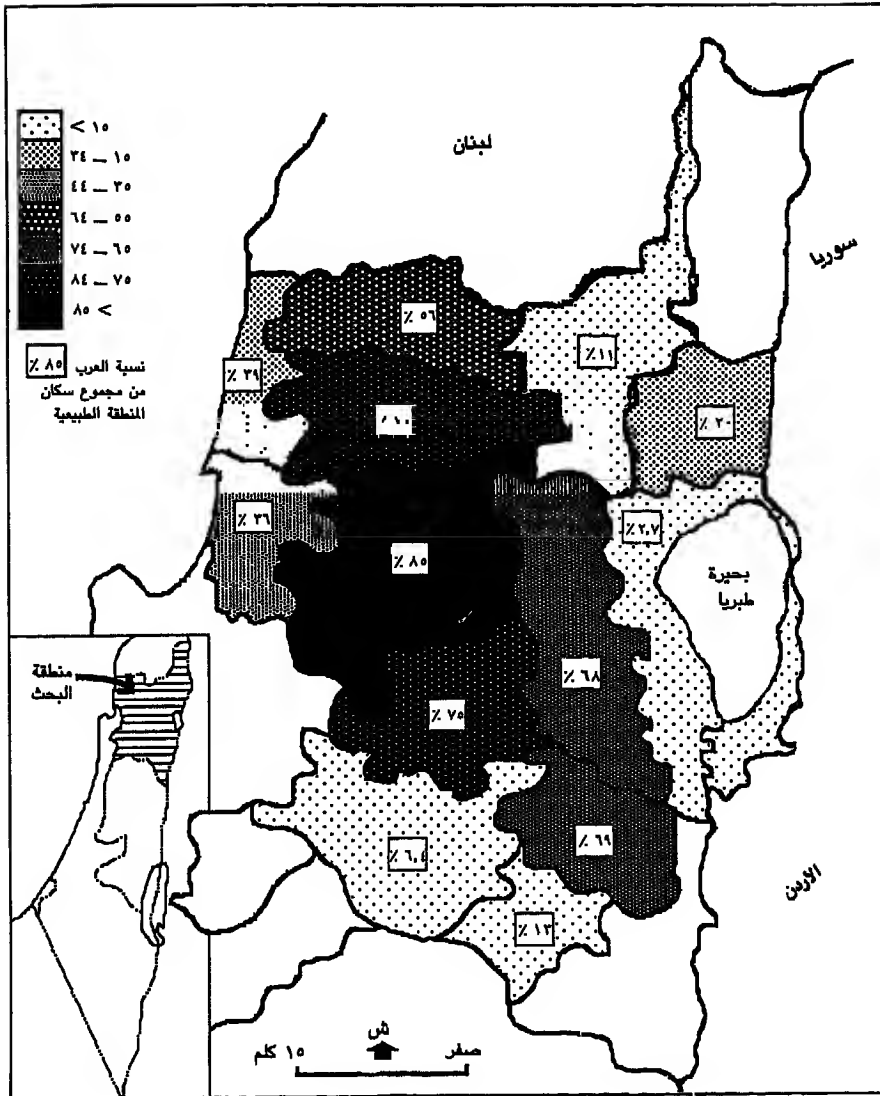 < ١٥
١٥ — ٣٤
٣٥ — ٤٤
٥٥ — ٦٤
٦٥ — ٧٤
٧٥ — ٨٤
٨٥ >
٨٥ ٪
نسبة العرب
من مجموع سكان
المنطقة الطبيعية
لبنان
سوريا
٥٦ ٪
١١ ٪
٣٩ ٪
٣٦ ٪
٢,٧ ٪
بحيرة
طبريا
٨٥ ٪
٦٨ ٪
٧٥ ٪
٦٩ ٪
٦,٤ ٪
١٣ ٪
الأردن
منطقة
البحث
ش
صفر
١٥ كلم